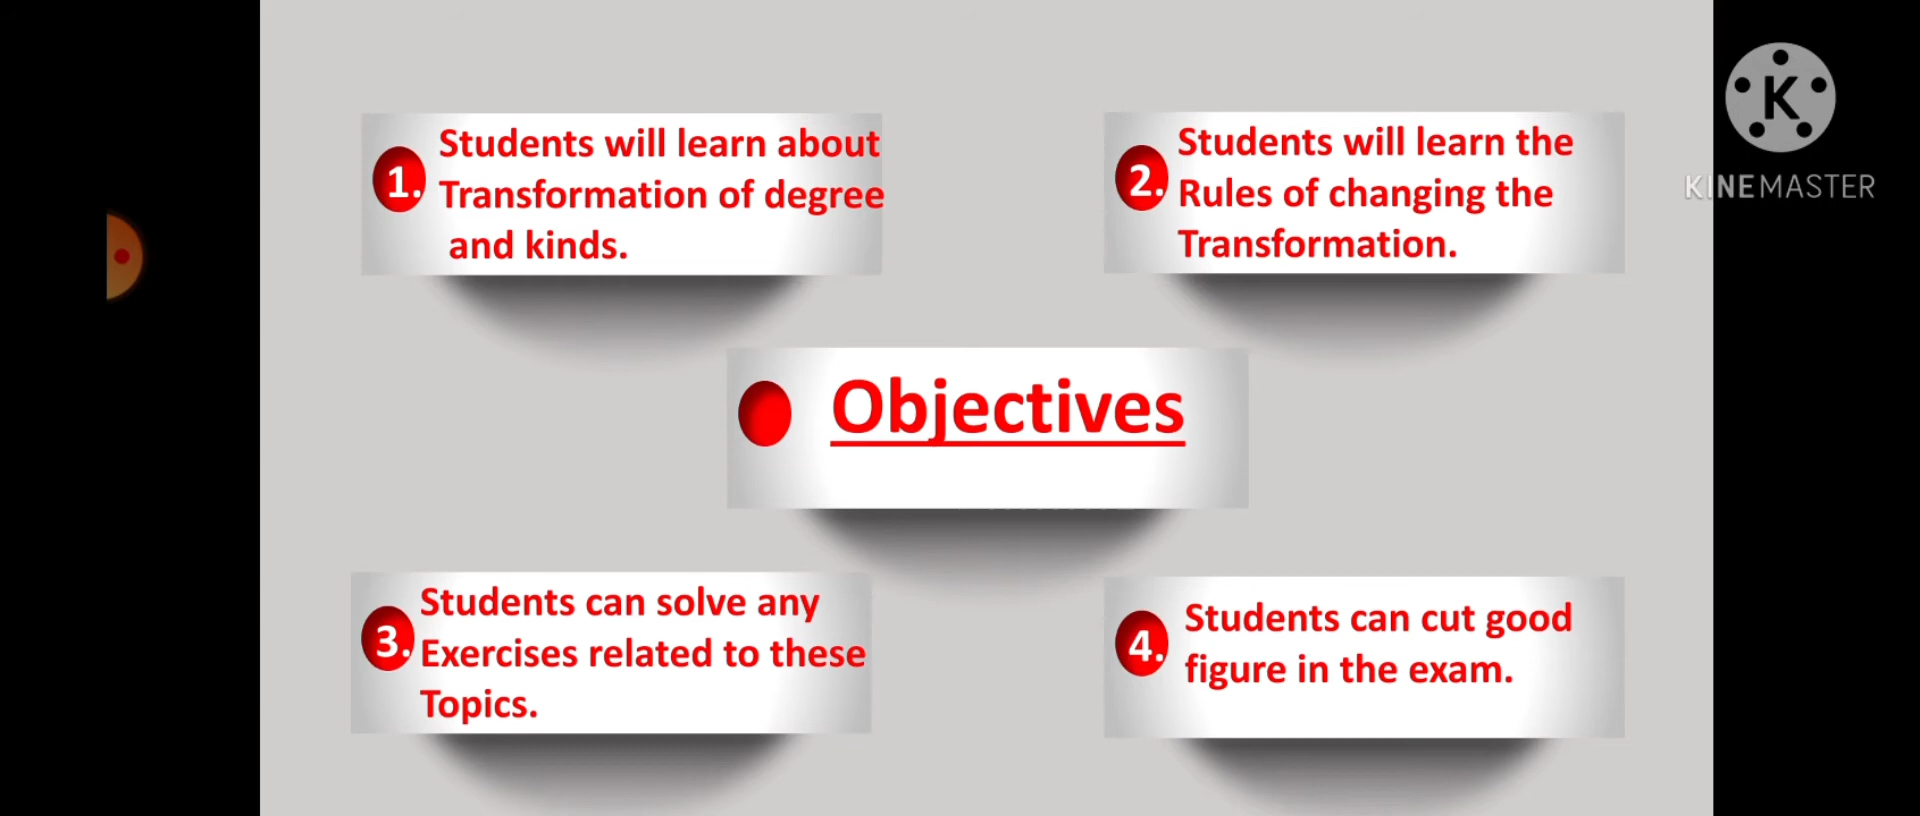 1. Students will learn about
Transformation of degree
and kinds.
2. Students will learn the
Rules of changing the
Transformation.
K
KINEMASTER
Objectives
3. Students can solve any
Exercises related to these
Topics.
4. Students can cut good
figure in the exam.